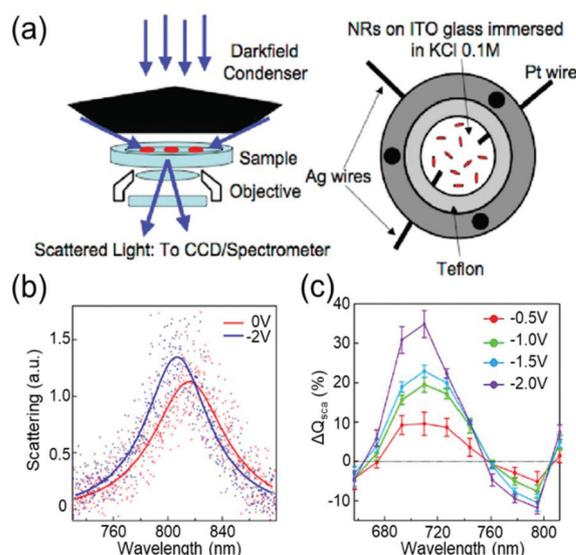 (a)
Darkfield
Condenser
Sample
Objective
Scattered Light: To CCD/Spectrometer
NRs on ITO glass immersed
in KCl 0.1M
Pt wire
Ag wires
Teflon
(b)
1.5
1.0
0.5
0
Scattering (a.u.)
0V
-2V
760
800
840
Wavelength (nm)
(c)
40
30
20
10
0
-10
ΔQsca (%)
-0.5V
-1.0V
-1.5V
-2.0V
660
680
720
760
800
Wavelength (nm)